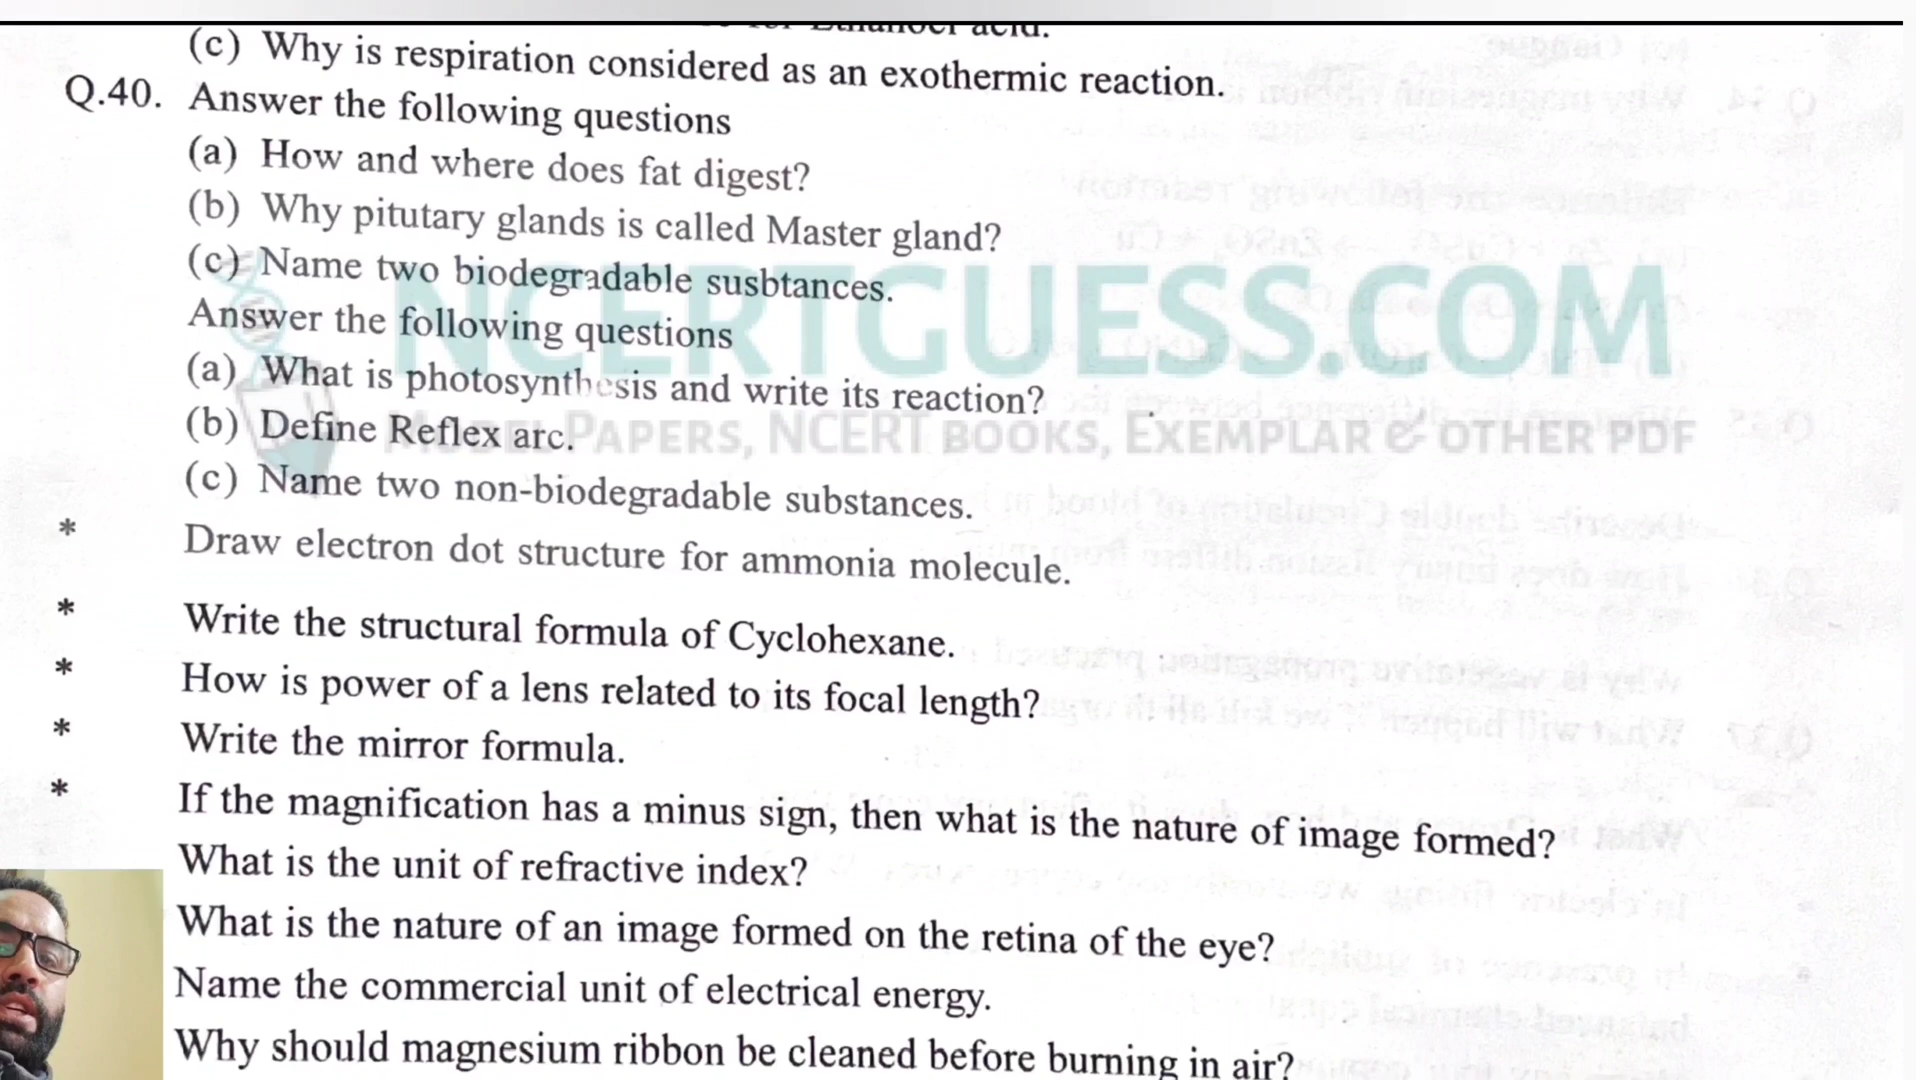 acid.
(c) Why is respiration considered as an exothermic reaction.
Q.40. Answer the following questions
(a) How and where does fat digest?
(b) Why pitutary glands is called Master gland?
(c) Name two biodegradable susbtances.
NCERTGUESS.COM
Answer the following questions
(a) What is photosynthesis and write its reaction?
MODEL PAPERS, NCERT BOOKS, EXEMPLAR & OTHER PDF
(b) Define Reflex arc.
(c) Name two non-biodegradable substances.
* Draw electron dot structure for ammonia molecule.
* Write the structural formula of Cyclohexane.
* How is power of a lens related to its focal length?
* Write the mirror formula.
* If the magnification has a minus sign, then what is the nature of image formed?
What is the unit of refractive index?
What is the nature of an image formed on the retina of the eye?
Name the commercial unit of electrical energy.
Why should magnesium ribbon be cleaned before burning in air?